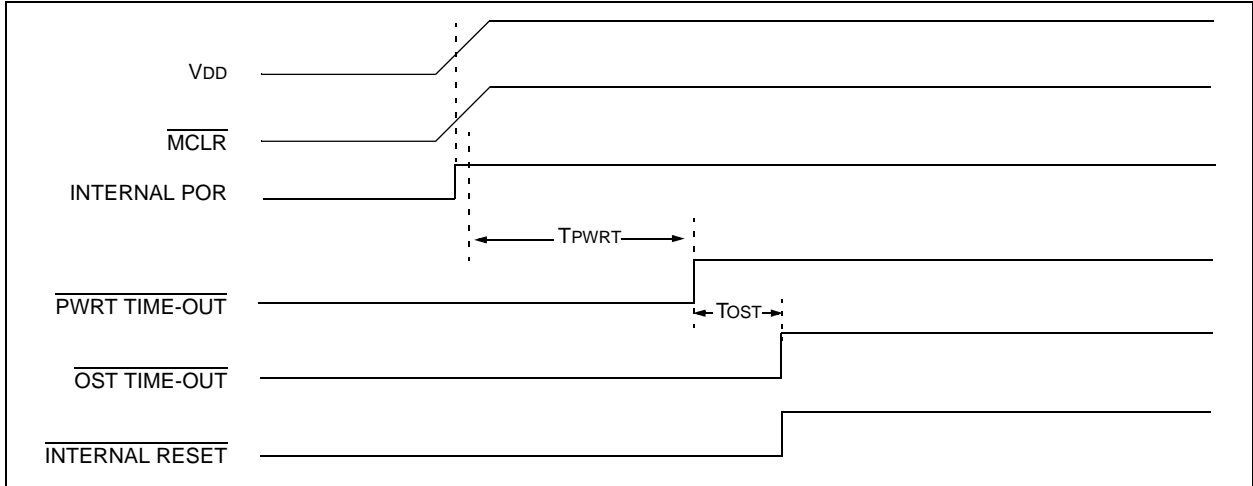 VDD
MCLR
INTERNAL POR
TPWRT
PWRT TIME-OUT
TOST
OST TIME-OUT
INTERNAL RESET